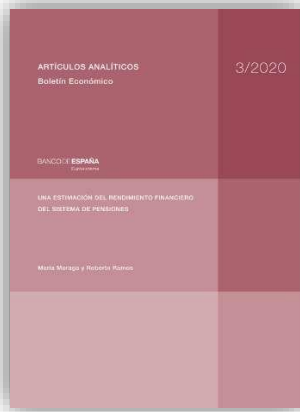 ARTÍCULOS ANALÍTICOS
3/2020
Boletín Económico
BANCO DE ESPAÑA
Eurosistema
UNA ESTIMACIÓN DEL RENDIMIENTO FINANCIERO
DEL SISTEMA DE PENSIONES
María Moraga y Roberto Ramos